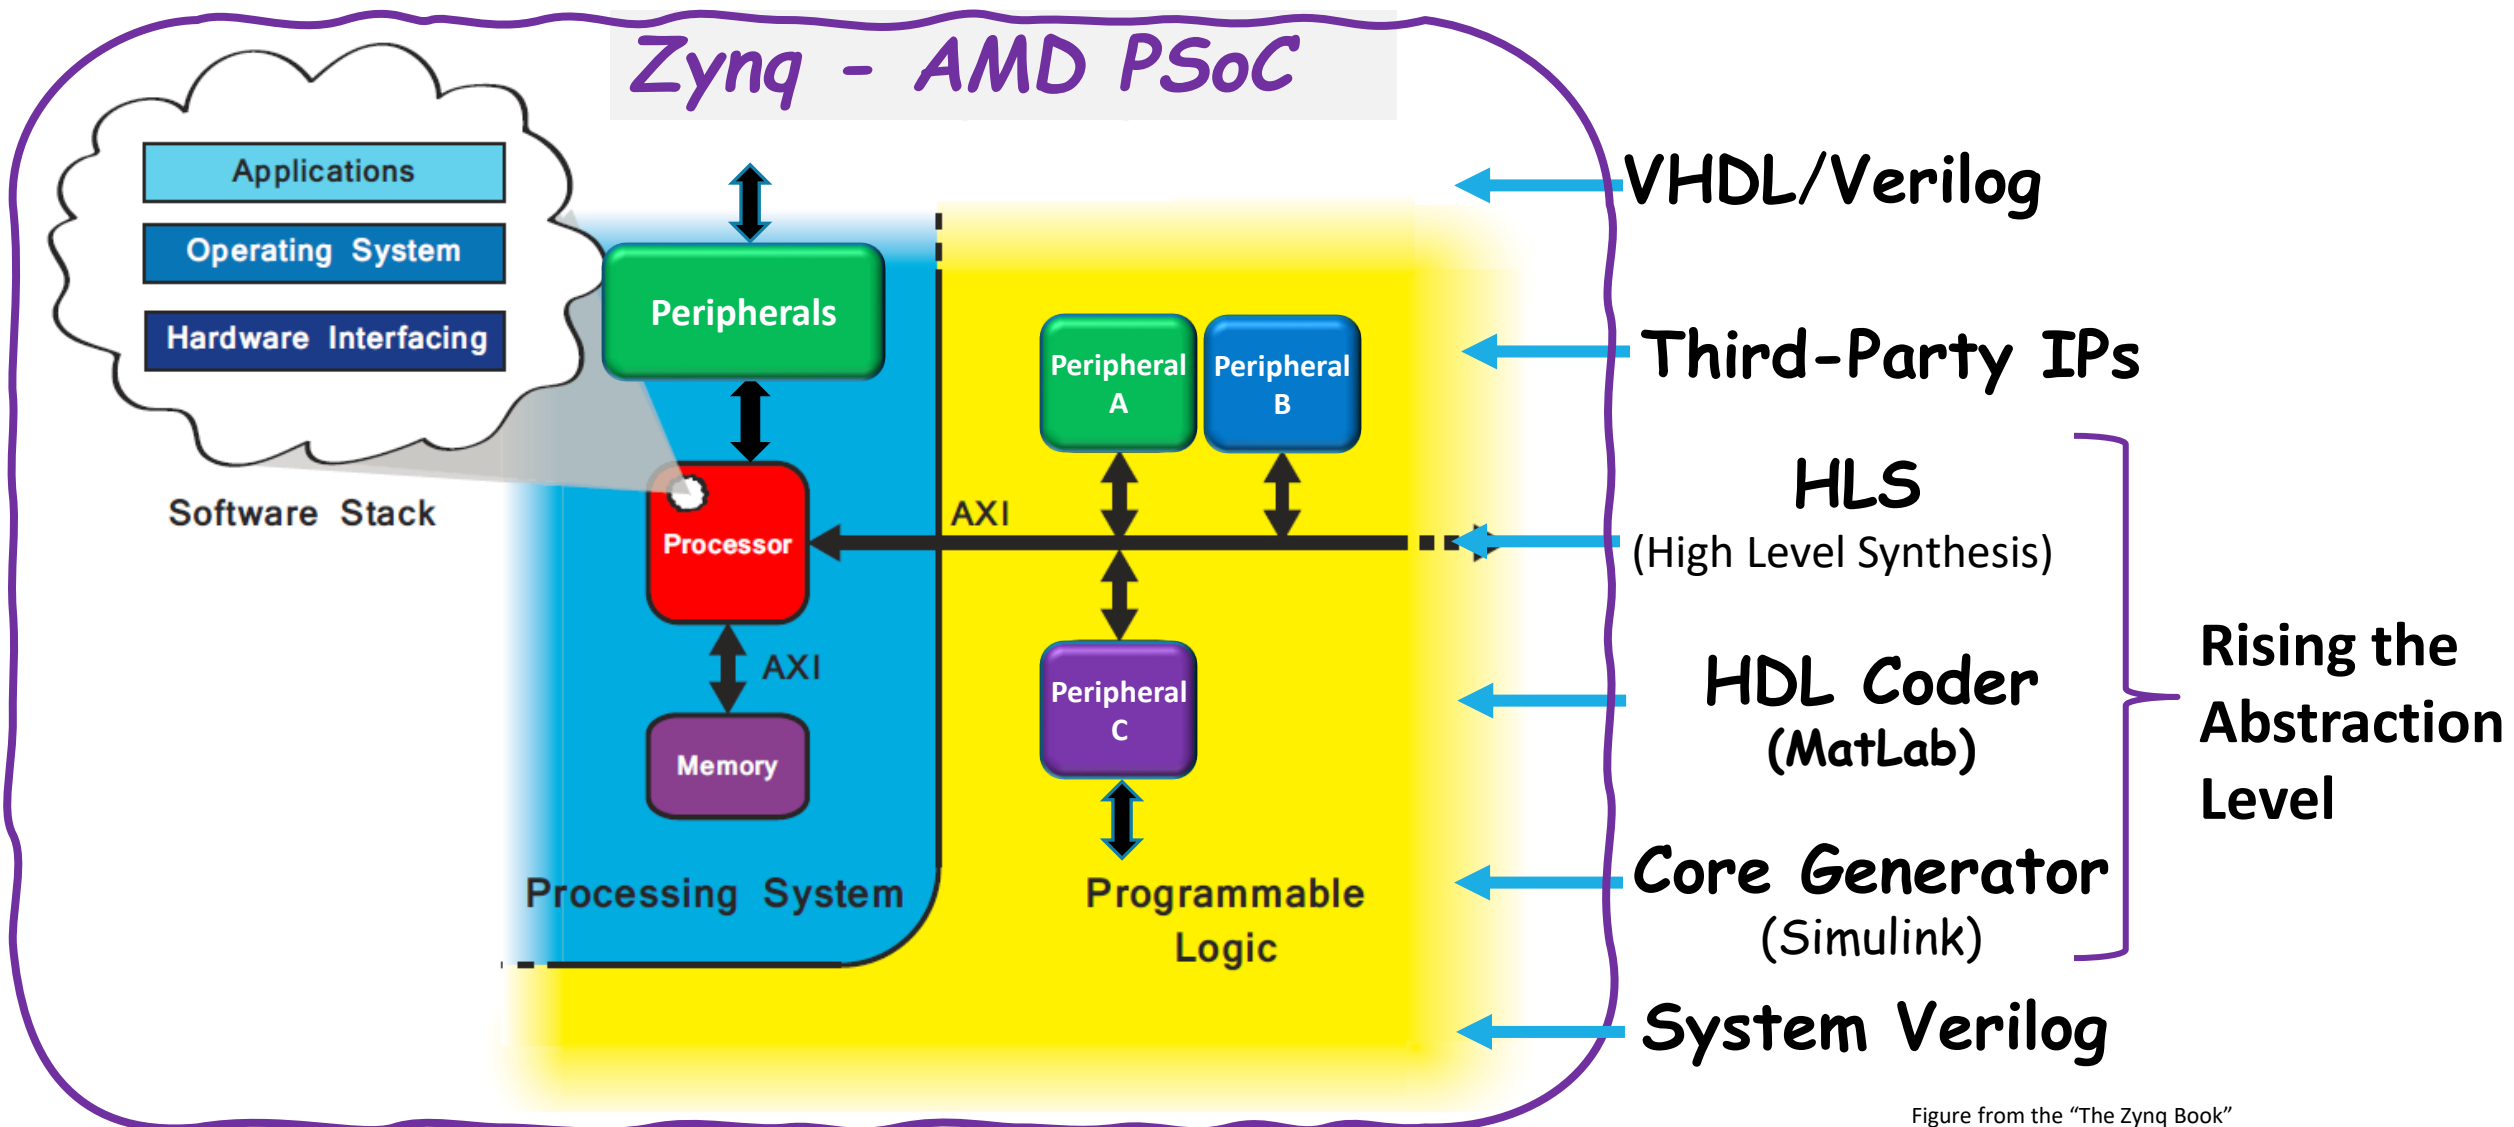 Zynq - AMD PSoC
Applications
Operating System
Hardware Interfacing
Software Stack
Peripherals
Processor
AXI
Memory
Processing System
AXI
Peripheral
A
Peripheral
B
Peripheral
C
Programmable
Logic
VHDL/Verilog
Third-Party IPs
HLS
(High Level Synthesis)
HDL Coder
(MatLab)
Core Generator
(Simulink)
System Verilog
Rising the
Abstraction
Level
Figure from the “The Zynq Book”